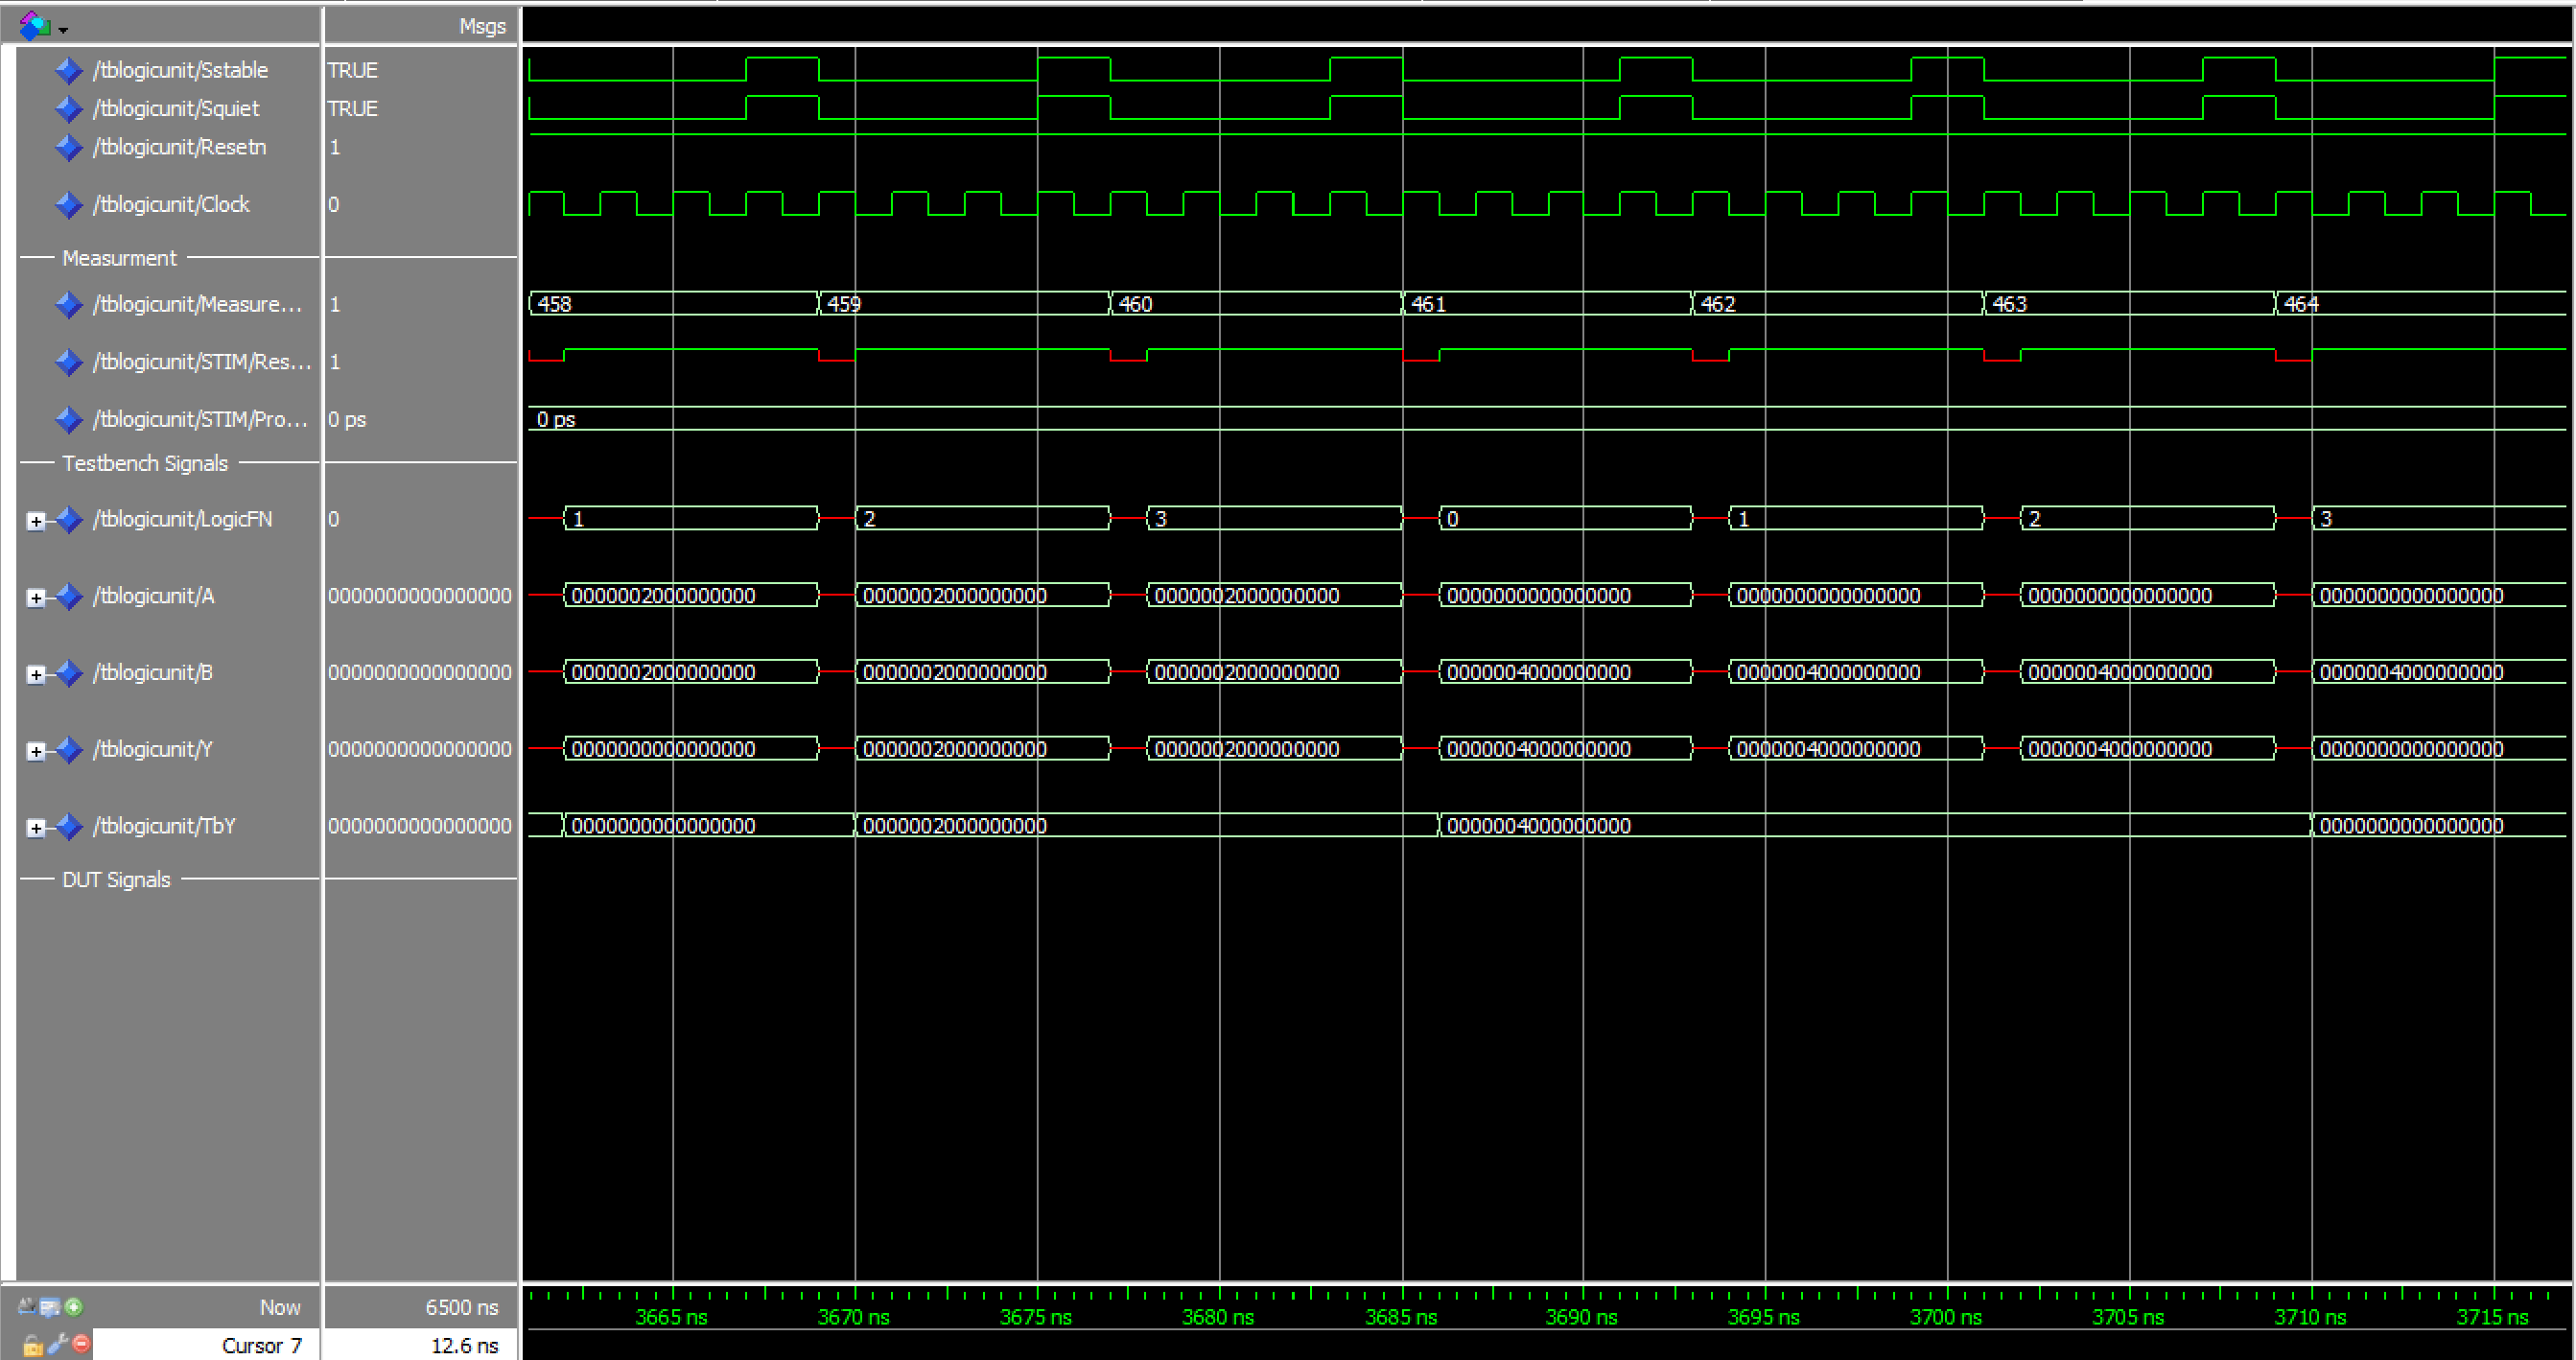 Msgs
/tblogicunit/Sstable TRUE
/tblogicunit/Squiet TRUE
/tblogicunit/Resetn 1
/tblogicunit/Clock 0
Measurment
/tblogicunit/Measure... 1 458 459 460 461 462 463 464
/tblogicunit/STIM/Res... 1
/tblogicunit/STIM/Pro... 0 ps 0 ps
Testbench Signals
/tblogicunit/LogicFN 0 1 2 3 0 1 2 3
/tblogicunit/A 0000000000000000 0000002000000000 0000002000000000 0000002000000000 0000000000000000 0000000000000000 0000000000000000 0000000000000000
/tblogicunit/B 0000000000000000 0000002000000000 0000002000000000 0000002000000000 0000004000000000 0000004000000000 0000004000000000 0000004000000000
/tblogicunit/Y 0000000000000000 0000000000000000 0000002000000000 0000002000000000 0000004000000000 0000004000000000 0000004000000000 0000000000000000
/tblogicunit/TbY 0000000000000000 0000000000000000 0000002000000000 0000004000000000 0000000000000000
DUT Signals
Now 6500 ns 3665 ns 3670 ns 3675 ns 3680 ns 3685 ns 3690 ns 3695 ns 3700 ns 3705 ns 3710 ns 3715 ns
Cursor 7 12.6 ns